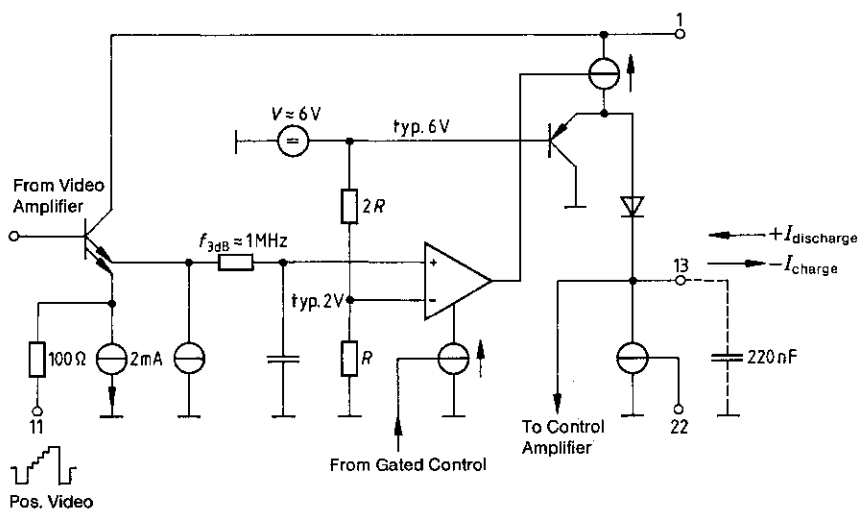 1
V ≈ 6V
typ. 6V
From Video
Amplifier
2R
f3dB ≈ 1MHz
+Idischarge
−Icharge
+
13
typ. 2V
−
100Ω
2mA
R
220nF
11
To Control
Amplifier
22
From Gated Control
Pos. Video